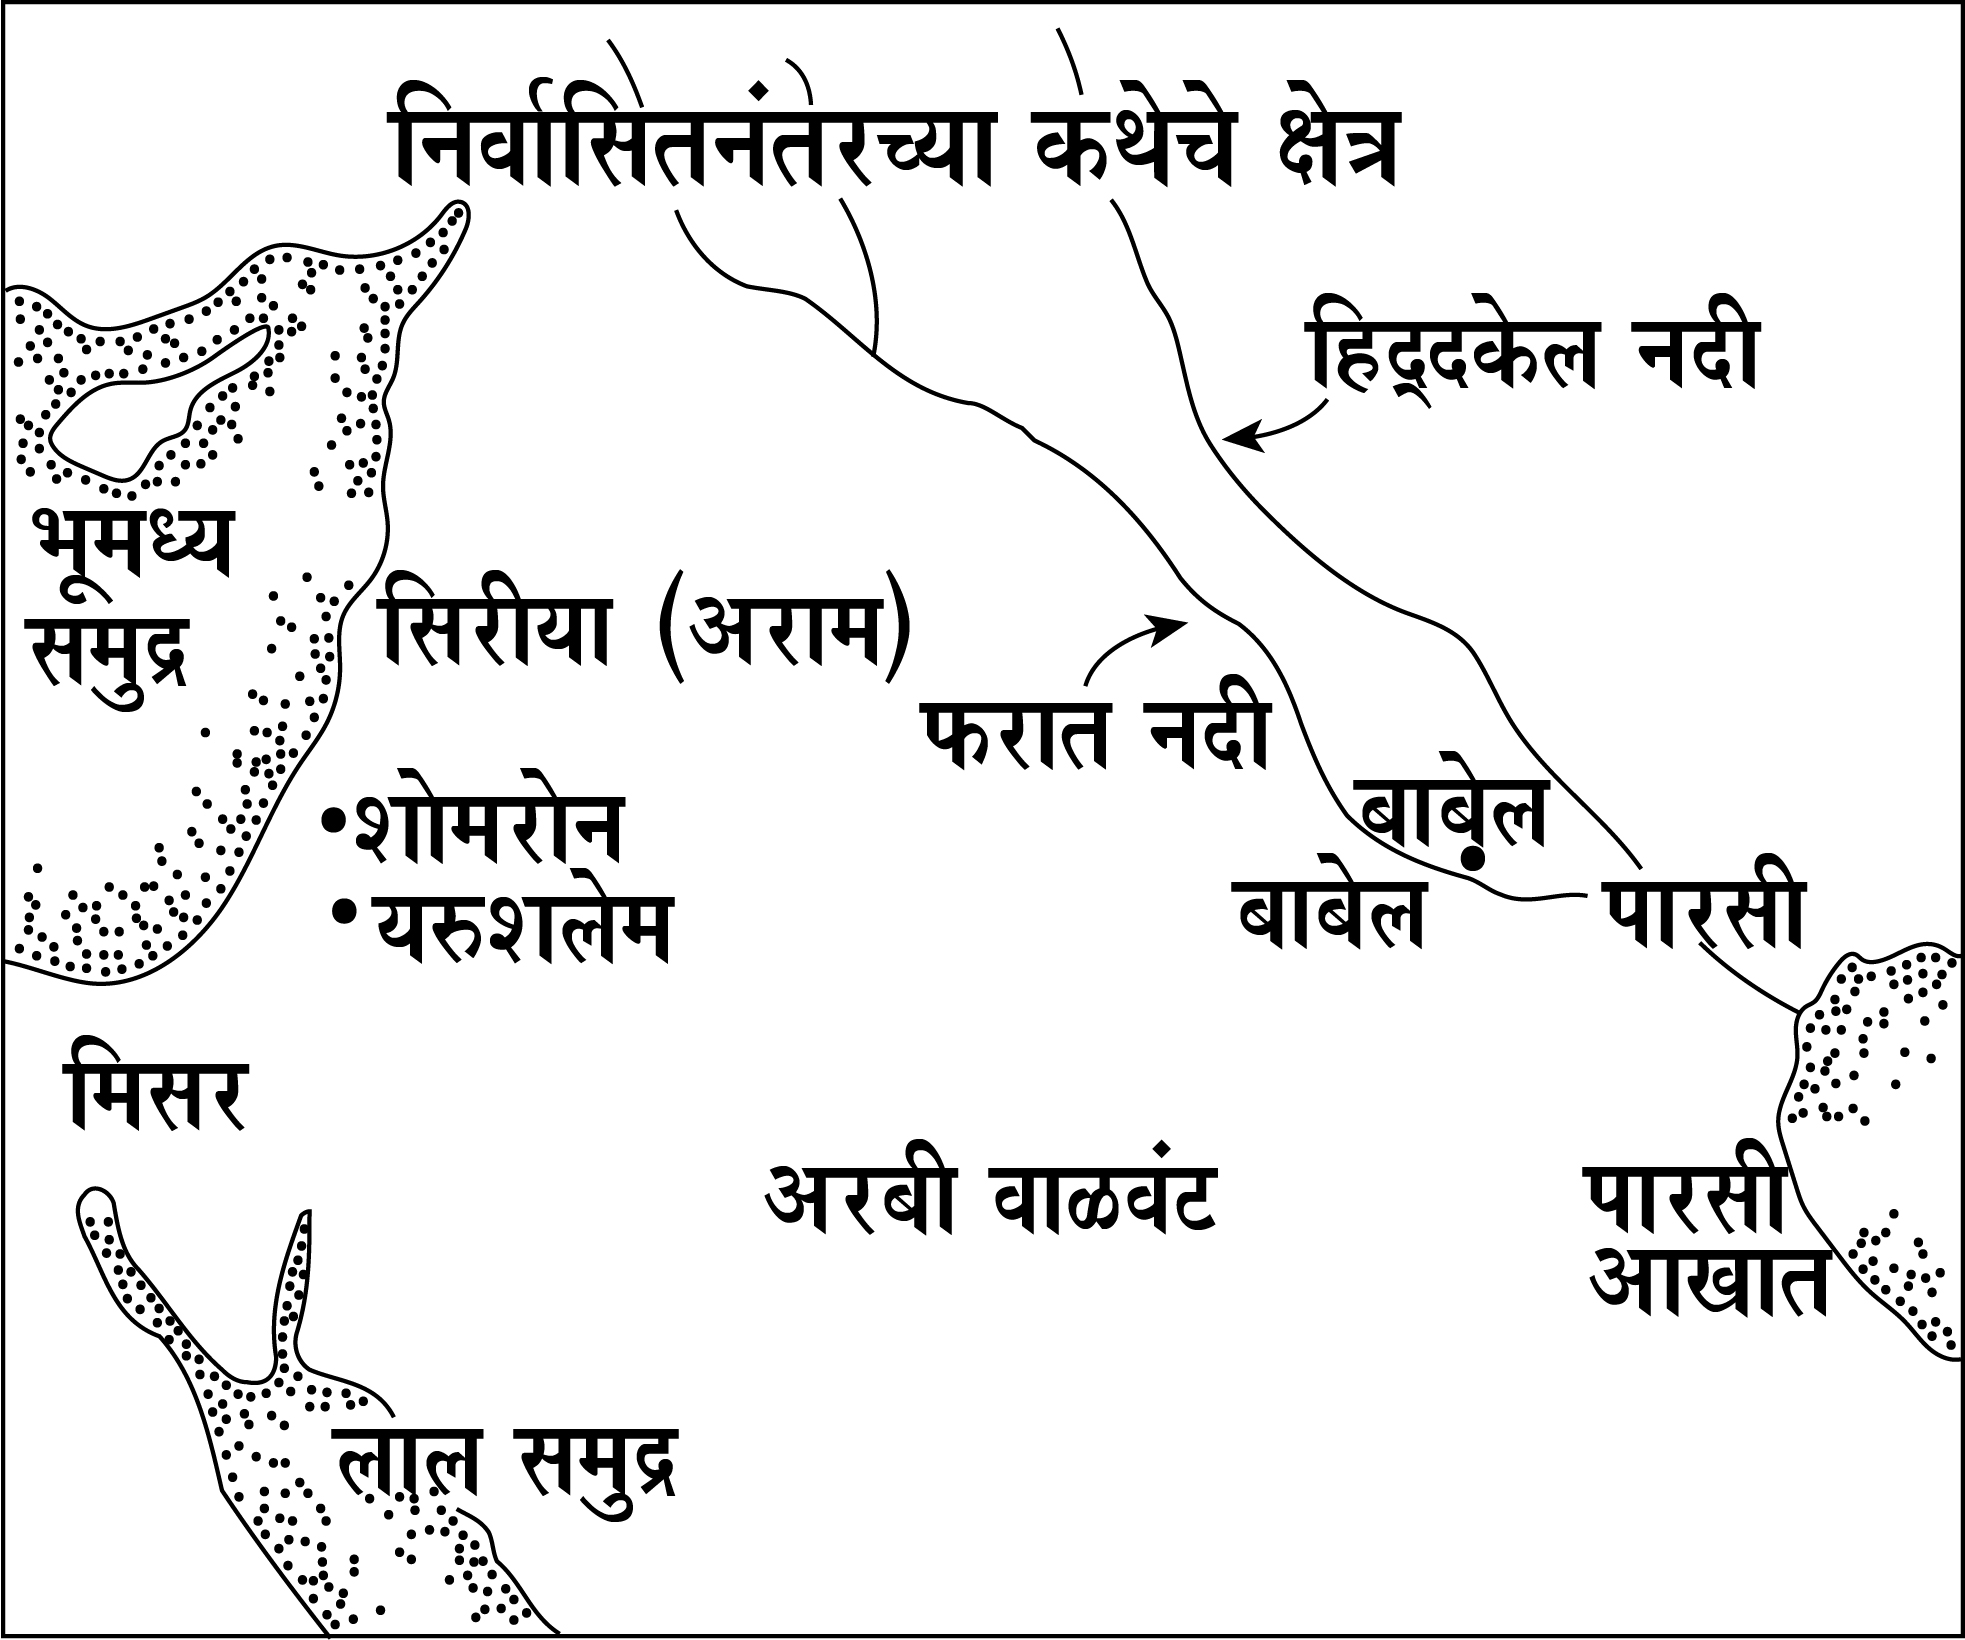 निर्वासितनंतरच्या कथेचे क्षेत्र
हिद्दकेल नदी
भूमध्य
समुद्र
सिरीया (अराम)
फरात नदी
बाबेल
शोमरोन
बाबेल
पारसी
यरुशलेम
मिसर
अरबी वाळवंट
पारसी
आखात
लाल समुद्र